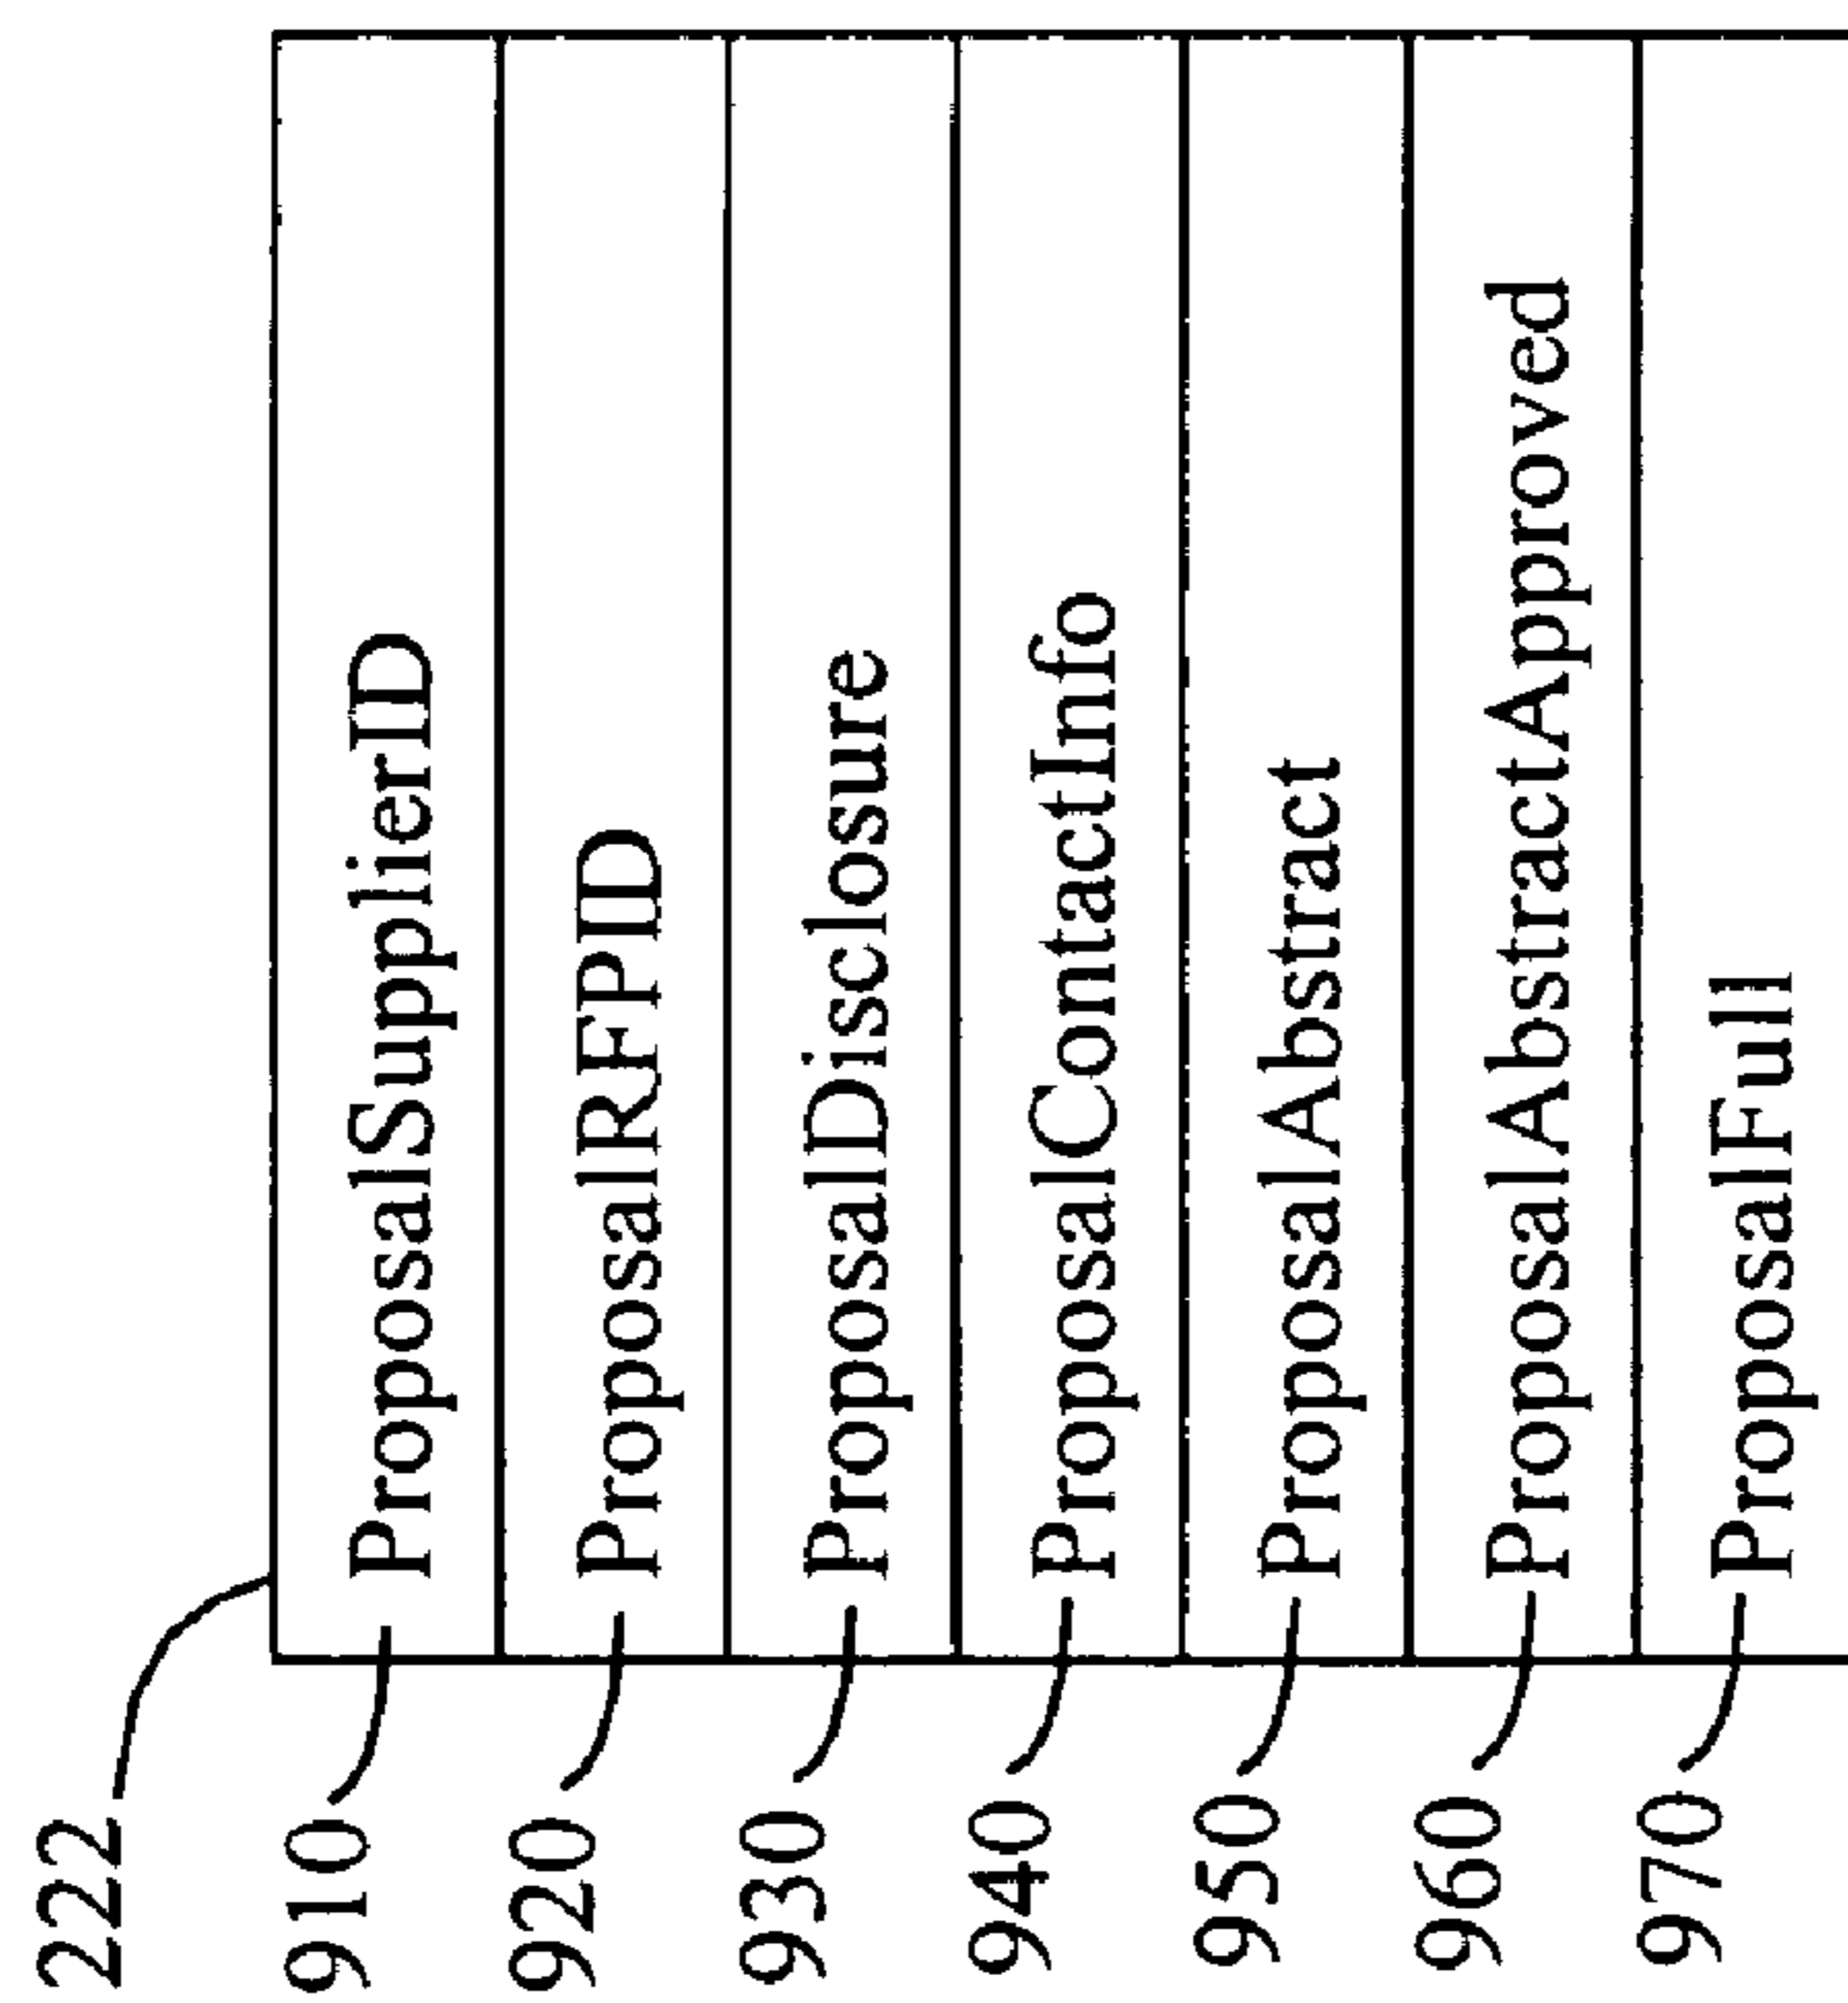 222
910 ProposalSupplierID
920 ProposalRFPID
930 ProposalDisclosure
940 ProposalContactInfo
950 ProposalAbstract
960 ProposalAbstractApproved
970 ProposalFull